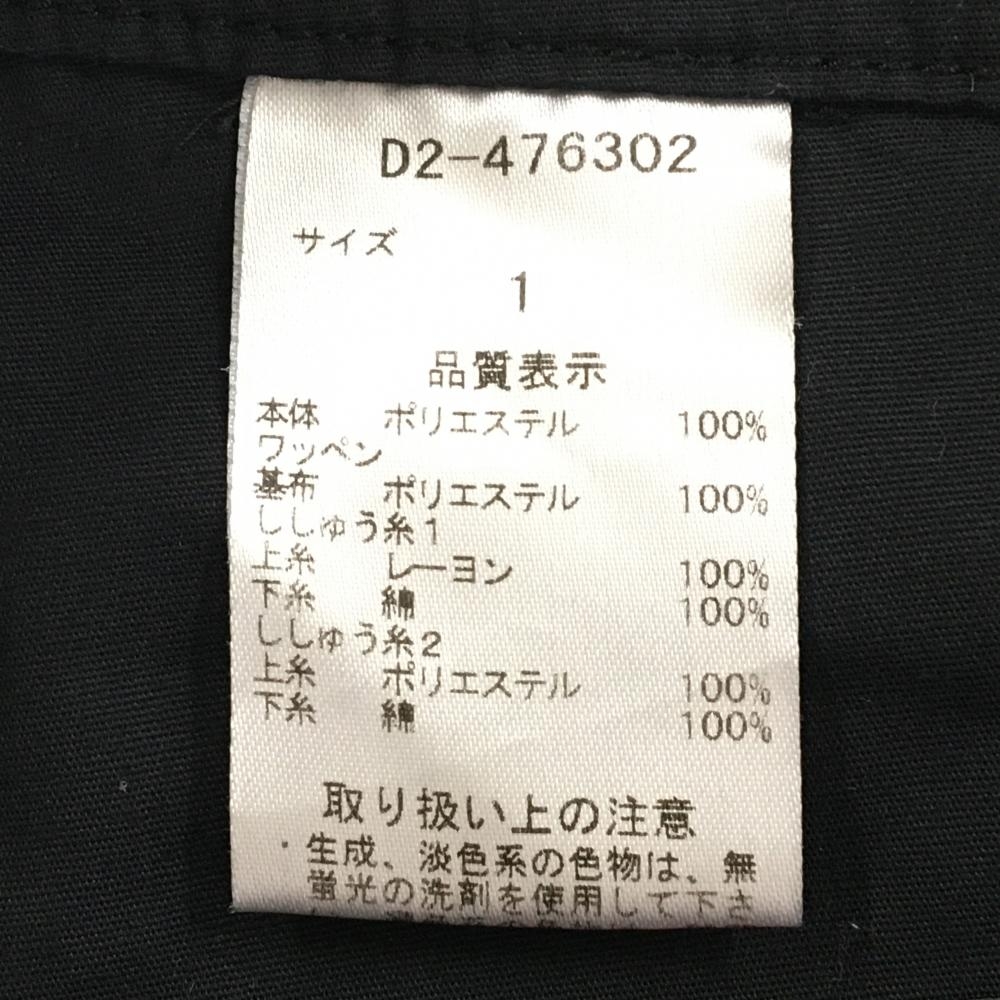 D2-476302
サイズ
1
品質表示
本体 ポリエステル 100%
ワッペン
基布 ポリエステル 100%
ししゅう糸1
上糸 レーヨン 100%
下糸 綿 100%
ししゅう糸2
上糸 ポリエステル 100%
下糸 綿 100%
取り扱い上の注意
・生成、淡色系の色物は、無
蛍光の洗剤を使用して下さ